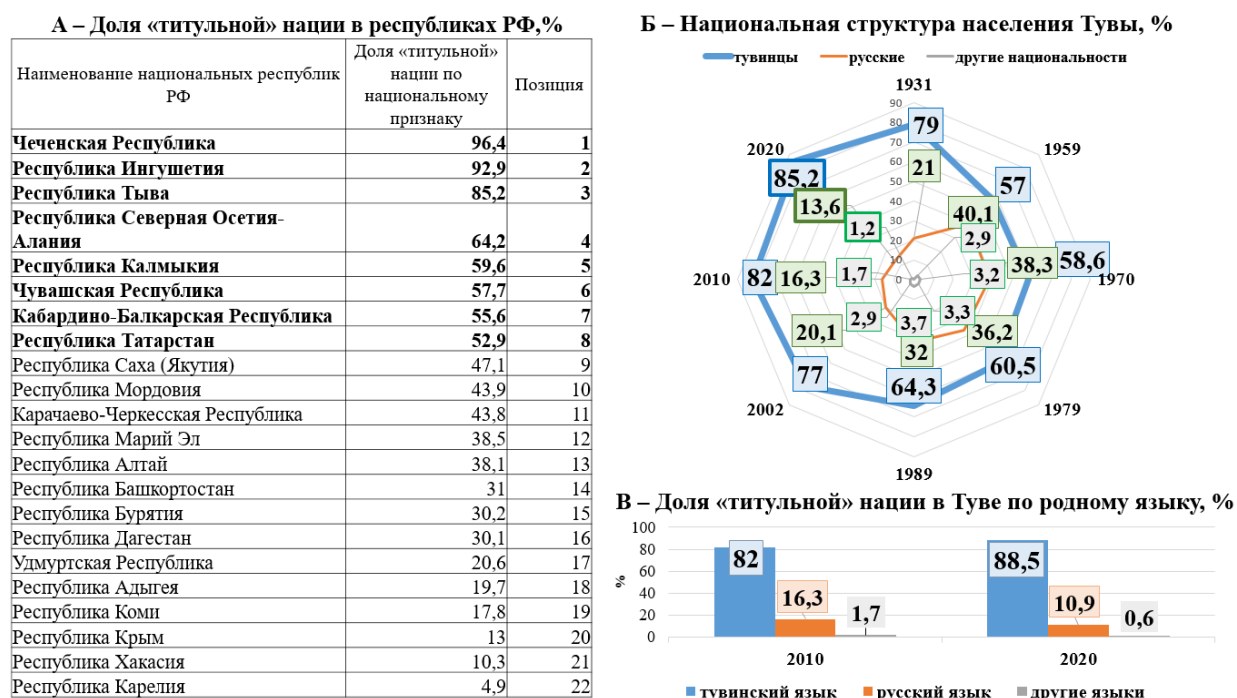 А – Доля «титульной» нации в республиках РФ,%
Наименование национальных республик РФ
Доля «титульной» нации по национальному признаку
Позиция
Чеченская Республика 96,4 1
Республика Ингушетия 92,9 2
Республика Тыва 85,2 3
Республика Северная Осетия-
Алания 64,2 4
Республика Калмыкия 59,6 5
Чувашская Республика 57,7 6
Кабардино-Балкарская Республика 55,6 7
Республика Татарстан 52,9 8
Республика Саха (Якутия) 47,1 9
Республика Мордовия 43,9 10
Карачаево-Черкесская Республика 43,8 11
Республика Марий Эл 38,5 12
Республика Алтай 38,1 13
Республика Башкортостан 31 14
Республика Бурятия 30,2 15
Республика Дагестан 30,1 16
Удмуртская Республика 20,6 17
Республика Адыгея 19,7 18
Республика Коми 17,8 19
Республика Крым 13 20
Республика Хакасия 10,3 21
Республика Карелия 4,9 22
Б – Национальная структура населения Тувы, %
тувинцы русские другие национальности
1931
90
80
70
60
50
40
30
20
10
0
79
21
1959
57
40,1
2,9
1970
58,6
38,3
3,2
1979
60,5
36,2
3,3
1989
64,3
32
3,7
2002
77
20,1
2,9
2010
82
16,3
1,7
2020
85,2
13,6
1,2
В – Доля «титульной» нации в Туве по родному языку, %
%
100
80
60
40
20
0
82 16,3 1,7
88,5 10,9 0,6
2010 2020
тувинский язык русский язык другие языки